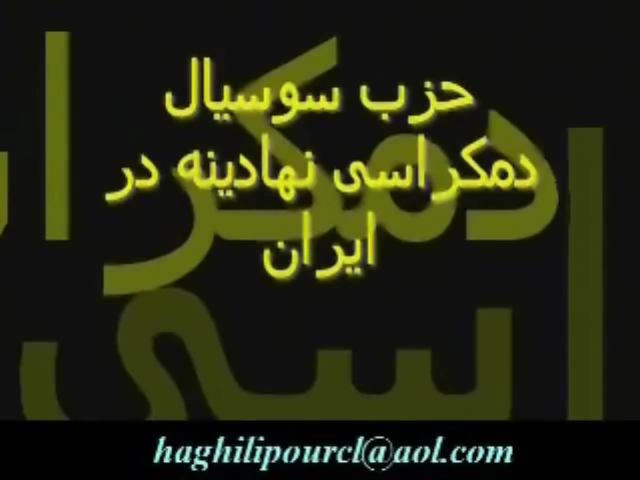 حزب سوسیال
دمکراسی نهادینه در
ایران
haghilipourcl@aol.com